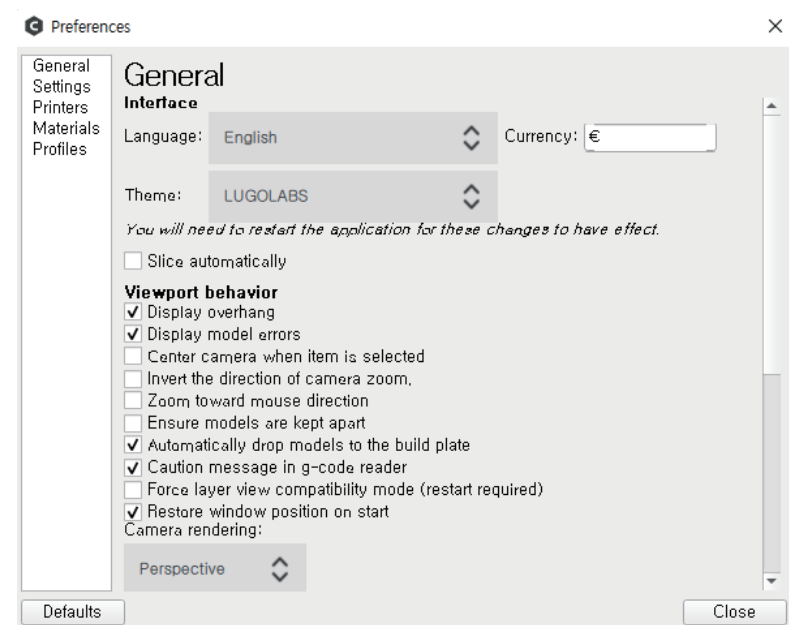 Preferences
General
Settings
Printers
Materials
Profiles
General
Interface
Language: English Currency: €
Theme: LUGOLABS
You will need to restart the application for these changes to have effect.
Slice automatically
Viewport behavior
Display overhang
Display model errors
Center camera when item is selected
Invert the direction of camera zoom.
Zoom toward mouse direction
Ensure models are kept apart
Automatically drop models to the build plate
Caution message in g-code reader
Force layer view compatibility mode (restart required)
Restore window position on start
Camera rendering:
Perspective
Defaults Close